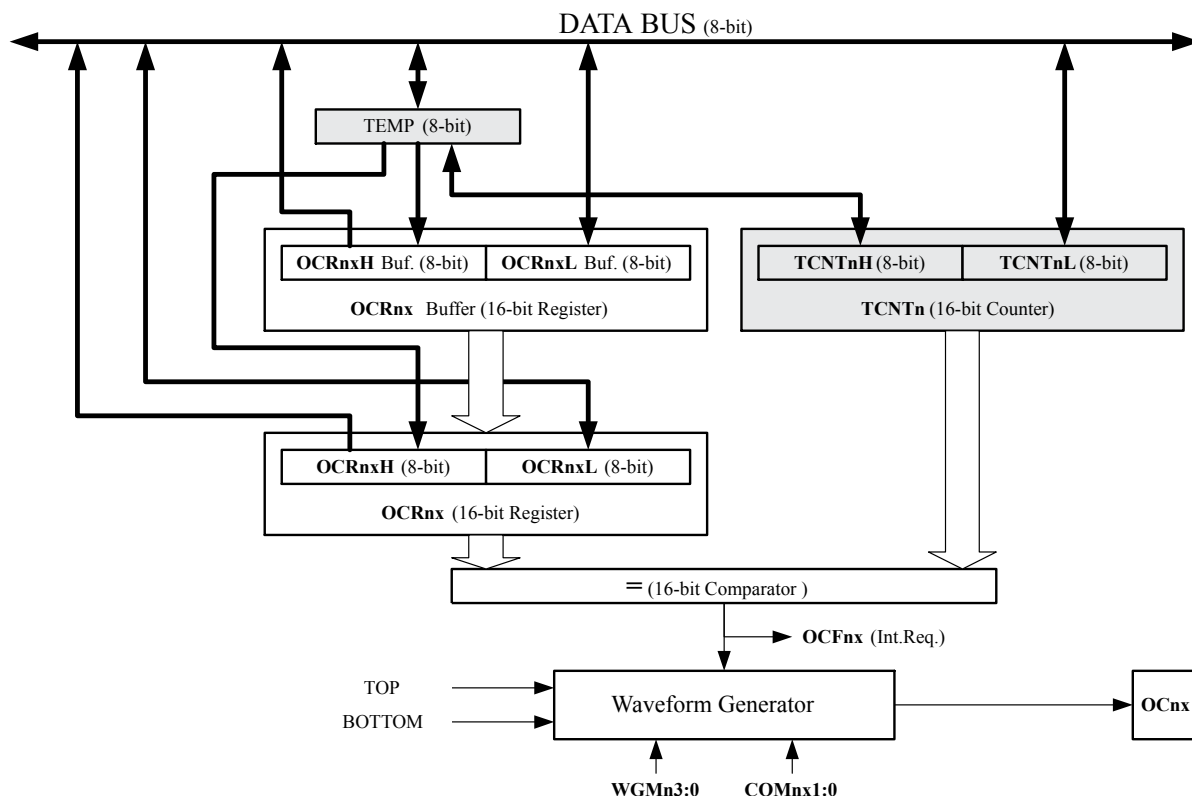 DATA BUS (8-bit)
TEMP (8-bit)
OCRnxH Buf. (8-bit)
OCRnxL Buf. (8-bit)
OCRnx Buffer (16-bit Register)
TCNTnH (8-bit)
TCNTnL (8-bit)
TCNTn (16-bit Counter)
OCRnxH (8-bit)
OCRnxL (8-bit)
OCRnx (16-bit Register)
= (16-bit Comparator )
OCFnx (Int.Req.)
TOP
BOTTOM
Waveform Generator
OCnx
WGMn3:0
COMnx1:0